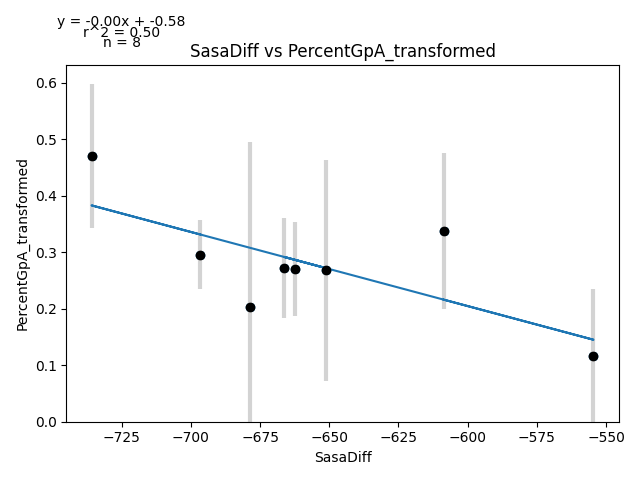 y = -0.00x + -0.58
r^2 = 0.50
n = 8
SasaDiff vs PercentGpA_transformed
PercentGpA_transformed
0.6
0.5
0.4
0.3
0.2
0.1
0.0
−725 −700 −675 −650 −625 −600 −575 −550
SasaDiff